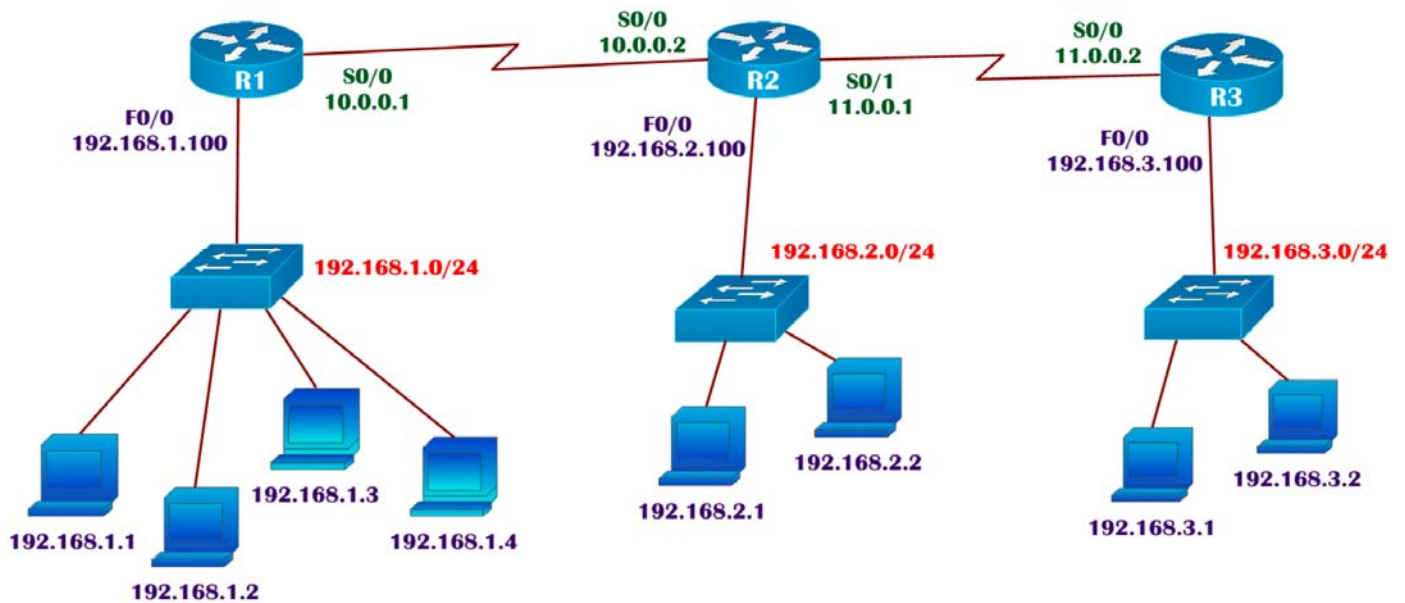 S0/0
10.0.0.2
S0/0
11.0.0.2
R1
R2
R3
S0/0
10.0.0.1
S0/1
11.0.0.1
F0/0
192.168.1.100
F0/0
192.168.2.100
F0/0
192.168.3.100
192.168.1.0/24
192.168.2.0/24
192.168.3.0/24
192.168.1.1
192.168.1.2
192.168.1.3
192.168.1.4
192.168.2.1
192.168.2.2
192.168.3.1
192.168.3.2